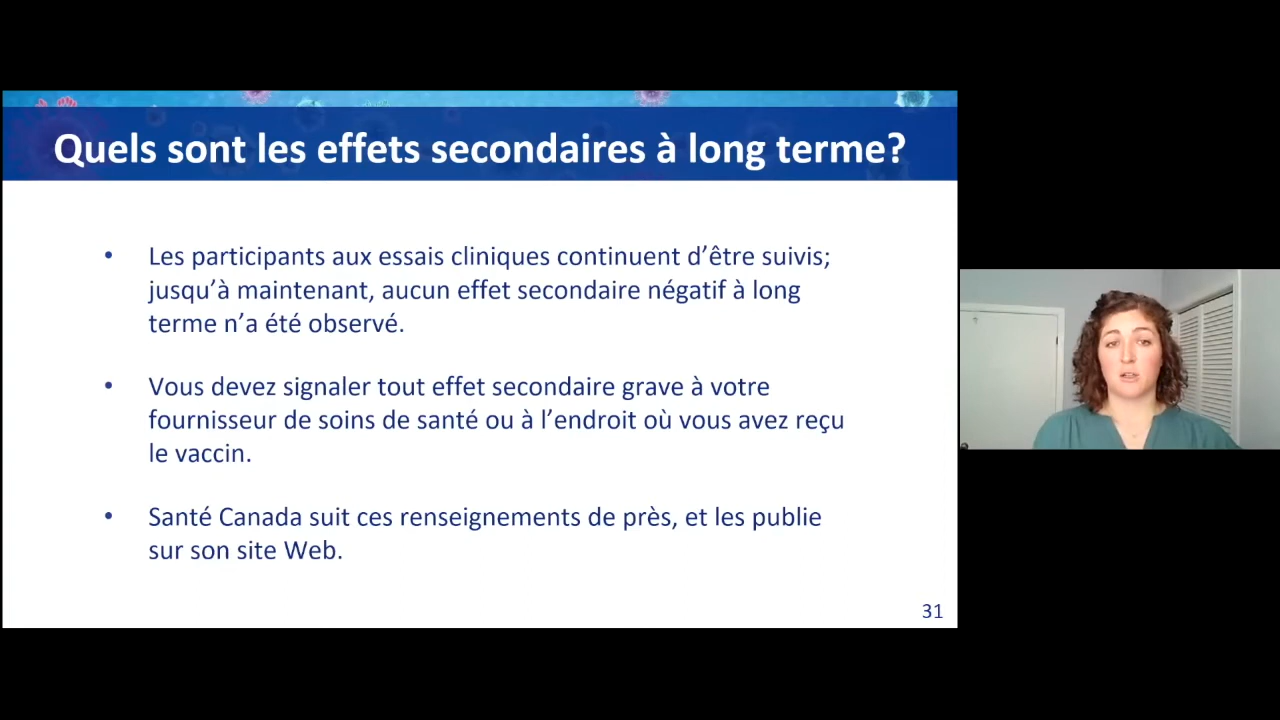 Quels sont les effets secondaires à long terme?
• Les participants aux essais cliniques continuent d’être suivis;
jusqu’à maintenant, aucun effet secondaire négatif à long
terme n’a été observé.
• Vous devez signaler tout effet secondaire grave à votre
fournisseur de soins de santé ou à l’endroit où vous avez reçu
le vaccin.
• Santé Canada suit ces renseignements de près, et les publie
sur son site Web.
31